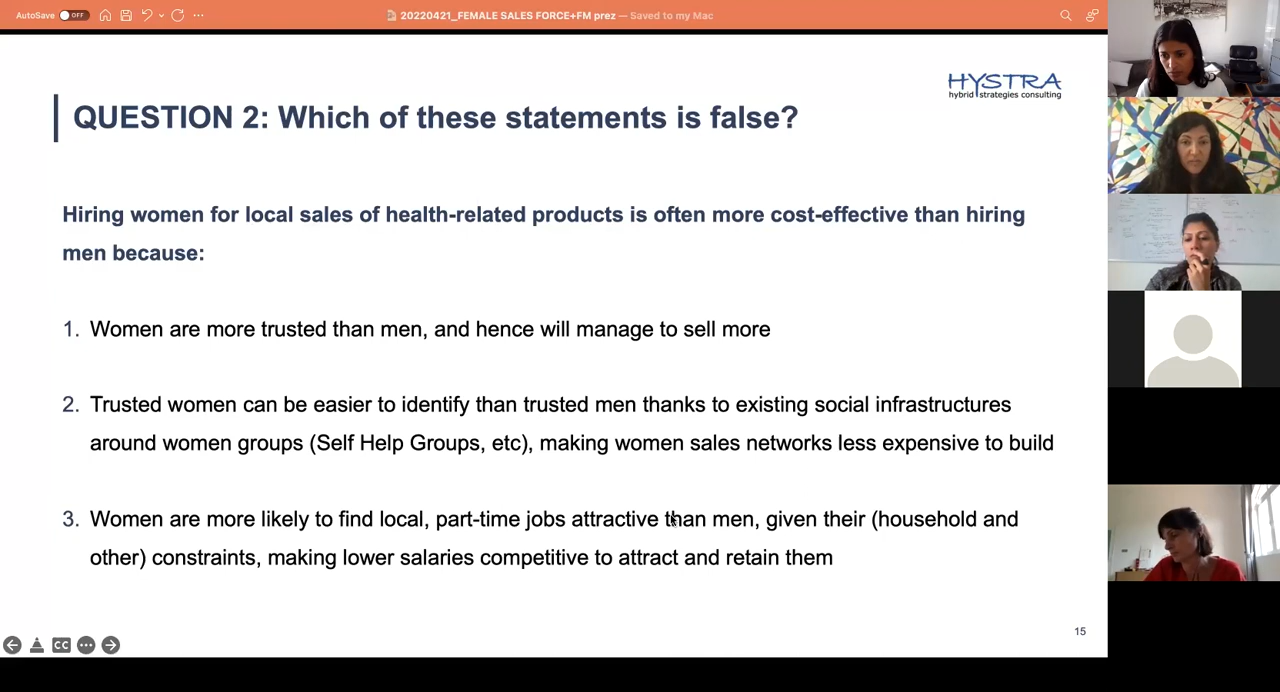 AutoSave OFF
20220421_FEMALE SALES FORCE+FM prez — Saved to my Mac
HYSTRA
hybrid strategies consulting
QUESTION 2: Which of these statements is false?
Hiring women for local sales of health-related products is often more cost-effective than hiring
men because:
1. Women are more trusted than men, and hence will manage to sell more
2. Trusted women can be easier to identify than trusted men thanks to existing social infrastructures
around women groups (Self Help Groups, etc), making women sales networks less expensive to build
3. Women are more likely to find local, part-time jobs attractive than men, given their (household and
other) constraints, making lower salaries competitive to attract and retain them
15
CC